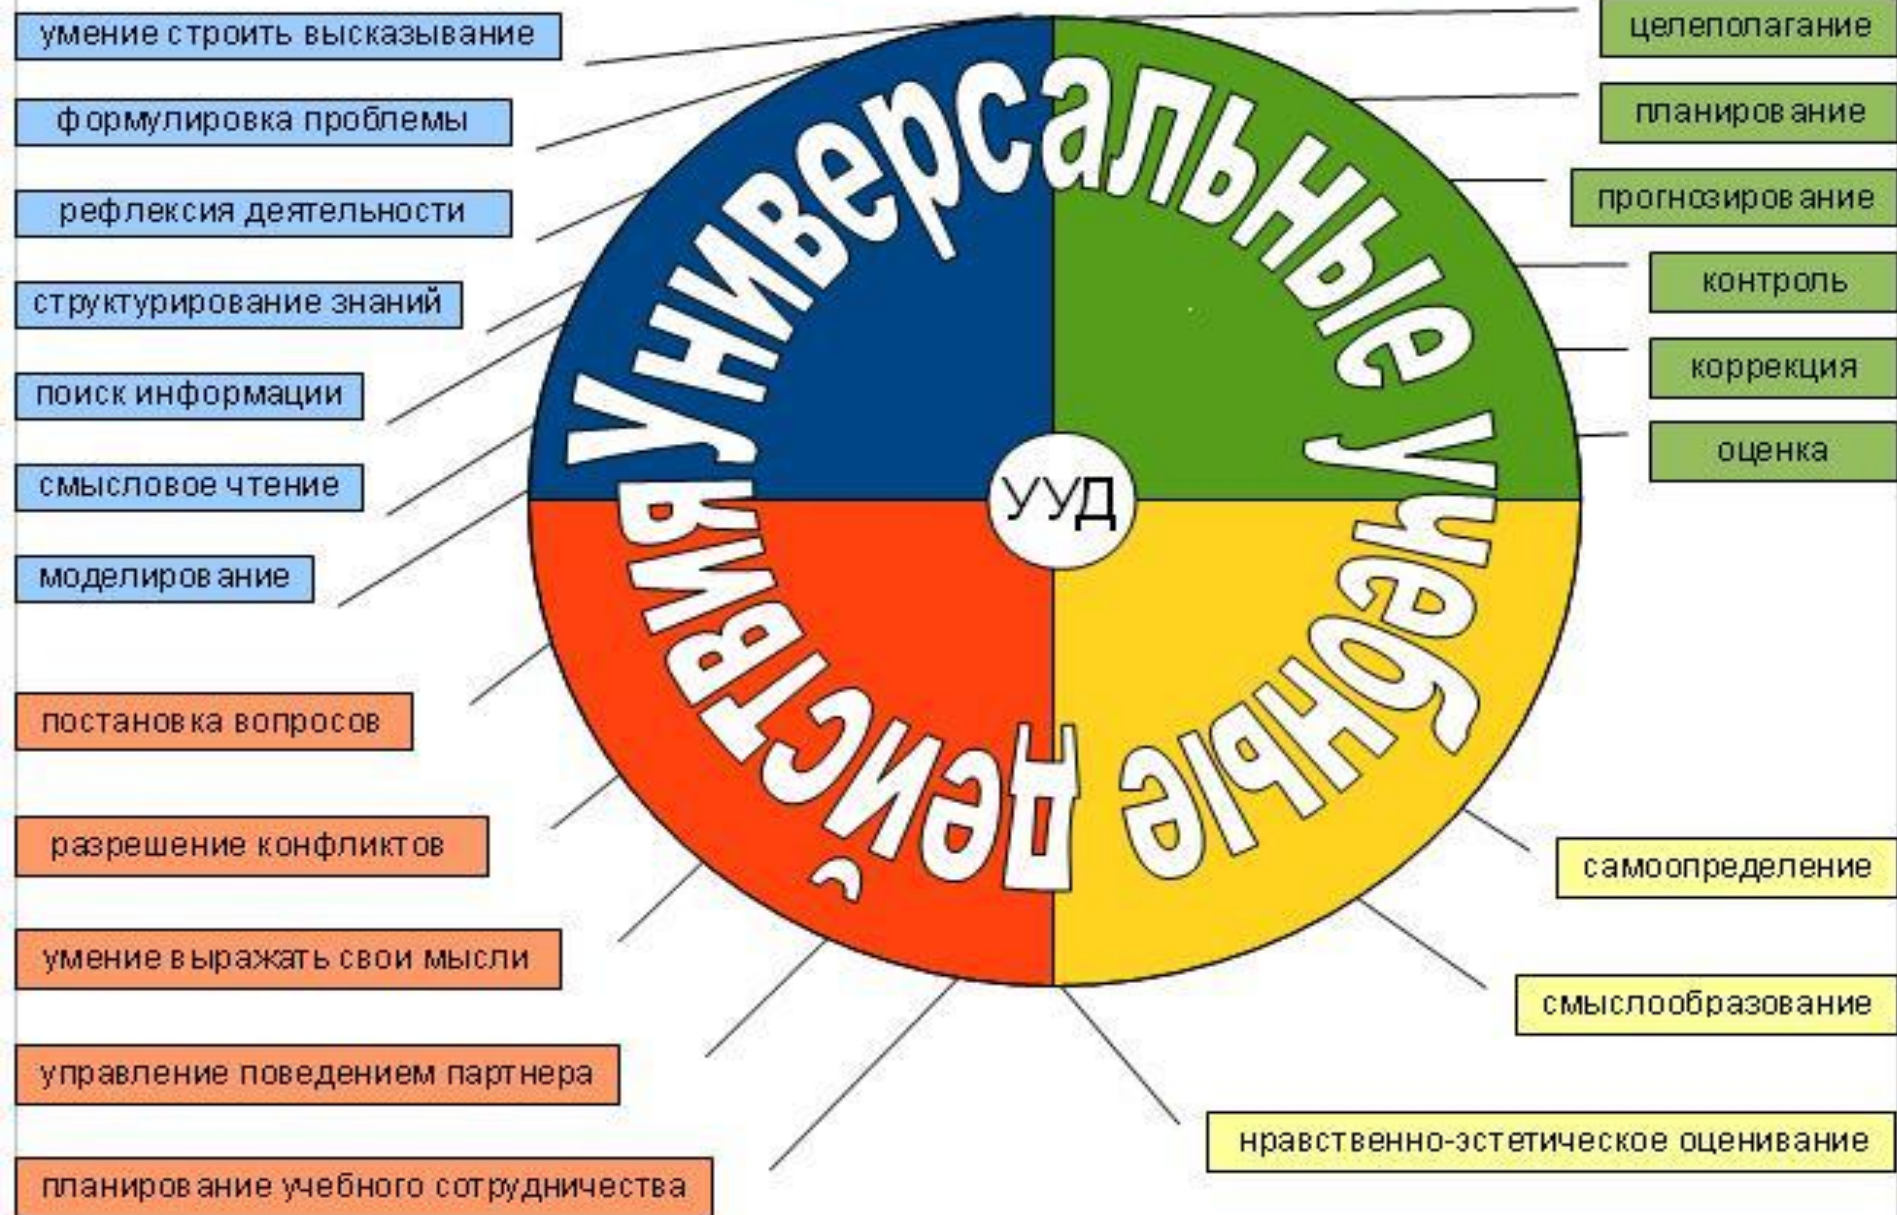 умение строить высказывание
формулировка проблемы
рефлексия деятельности
структурирование знаний
поиск информации
смысловое чтение
моделирование
постановка вопросов
разрешение конфликтов
умение выражать свои мысли
управление поведением партнера
планирование учебного сотрудничества
Универсальные учебные действия
УУД
целеполагание
планирование
прогнозирование
контроль
коррекция
оценка
самоопределение
смыслообразование
нравственно-эстетическое оценивание